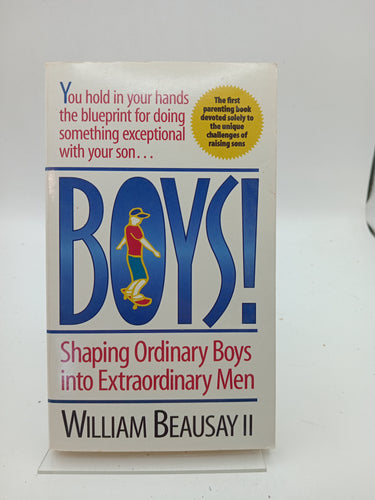 You hold in your hands
the blueprint for doing
something exceptional
with your son...
The first
parenting book
devoted solely to
the unique
challenges of
raising sons
BOYS!
Shaping Ordinary Boys
into Extraordinary Men
WILLIAM BEAUSAY II